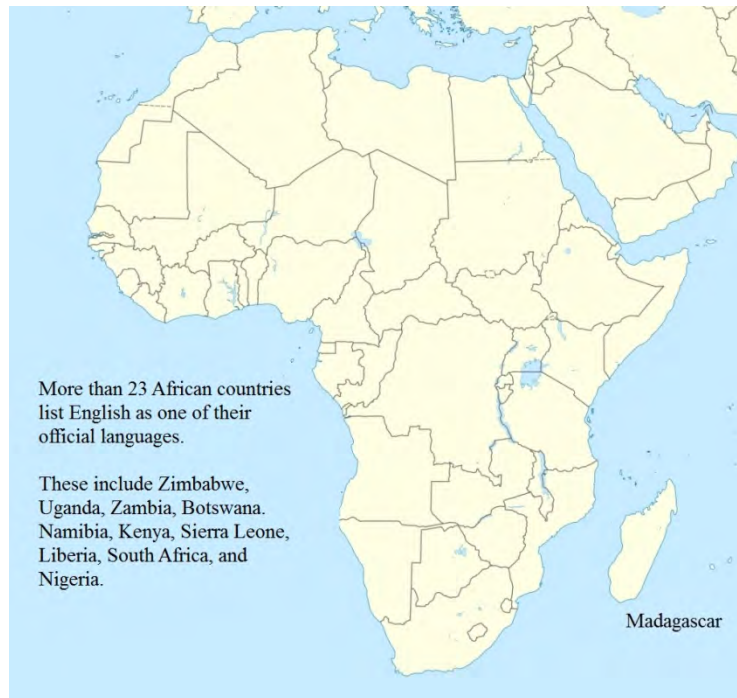 More than 23 African countries
list English as one of their
official languages.
These include Zimbabwe,
Uganda, Zambia, Botswana.
Namibia, Kenya, Sierra Leone,
Liberia, South Africa, and
Nigeria.
Madagascar